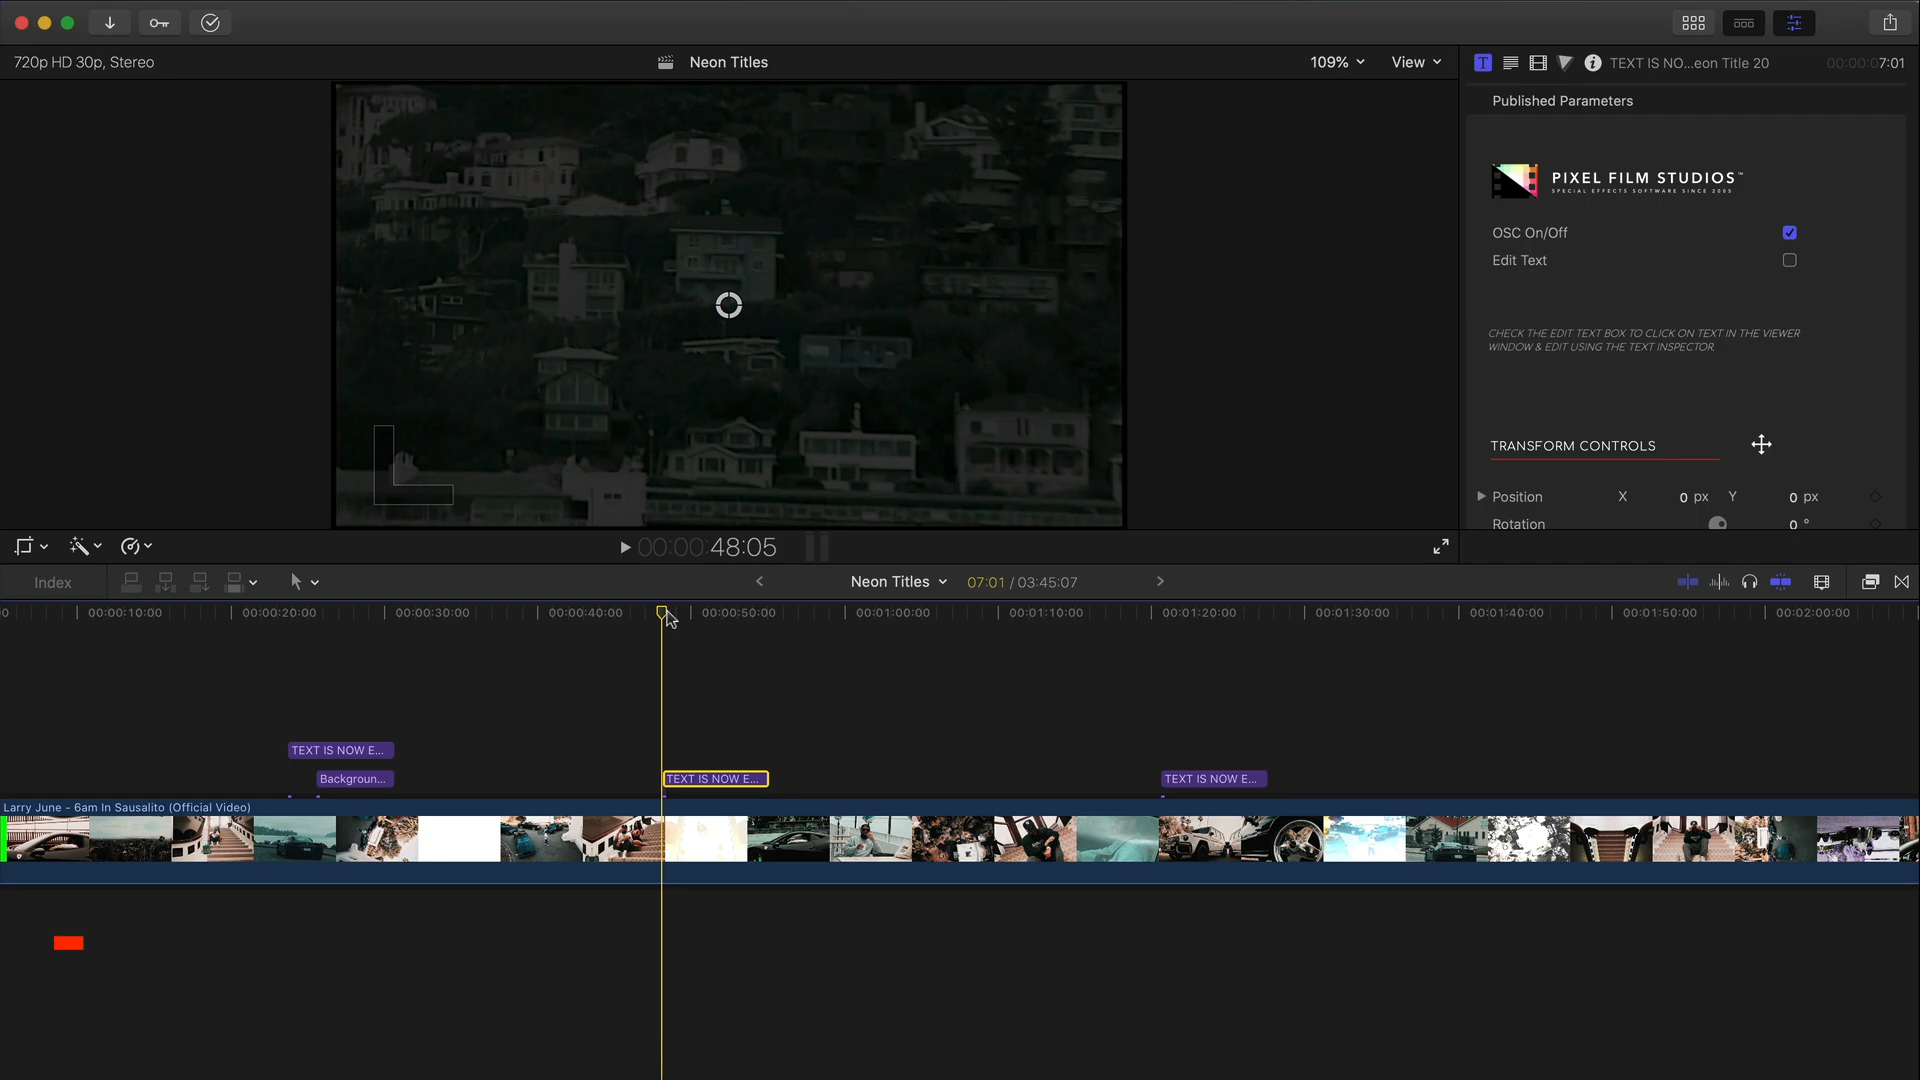 720p HD 30p, Stereo
Neon Titles
109%
View
TEXT IS NO...eon Title 20
00:00:07:01
Published Parameters
PIXEL FILM STUDIOS™
SPECIAL EFFECTS SOFTWARE SINCE 2005
OSC On/Off
Edit Text
CHECK THE EDIT TEXT BOX TO CLICK ON TEXT IN THE VIEWER
WINDOW & EDIT USING THE TEXT INSPECTOR.
TRANSFORM CONTROLS
Position X 0 px Y 0 px
Rotation 0 °
00:00:48:05
Index
Neon Titles
07:01 / 03:45:07
00:00:10:00
00:00:20:00
00:00:30:00
00:00:40:00
00:00:50:00
00:01:00:00
00:01:10:00
00:01:20:00
00:01:30:00
00:01:40:00
00:01:50:00
00:02:00:00
TEXT IS NOW E...
Backgroun...
TEXT IS NOW E...
TEXT IS NOW E...
Larry June - 6am In Sausalito (Official Video)